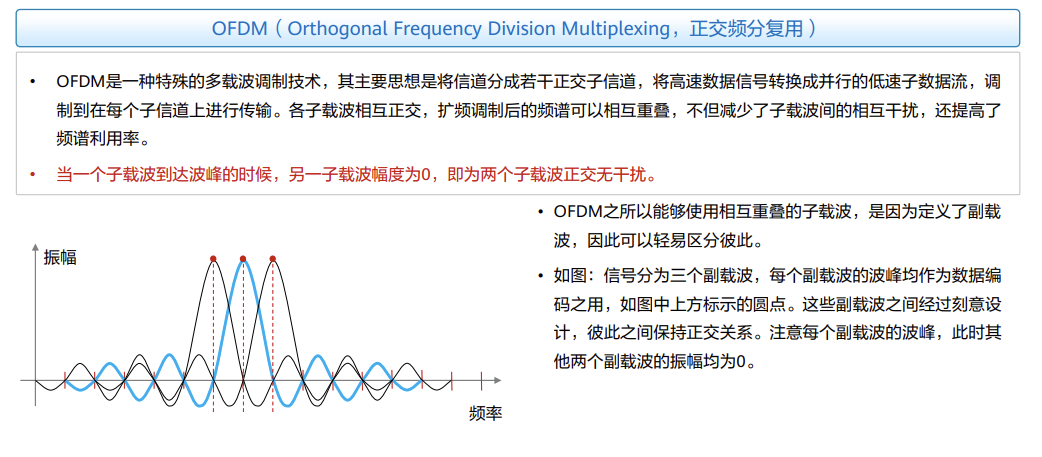 OFDM（Orthogonal Frequency Division Multiplexing，正交频分复用）
• OFDM是一种特殊的多载波调制技术，其主要思想是将信道分成若干正交子信道，将高速数据信号转换成并行的低速子数据流，调
制到在每个子信道上进行传输。各子载波相互正交，扩频调制后的频谱可以相互重叠，不但减少了子载波间的相互干扰，还提高了
频谱利用率。
• 当一个子载波到达波峰的时候，另一子载波幅度为0，即为两个子载波正交无干扰。
振幅
频率
• OFDM之所以能够使用相互重叠的子载波，是因为定义了副载
波，因此可以轻易区分彼此。
• 如图：信号分为三个副载波，每个副载波的波峰均作为数据编
码之用，如图中上方标示的圆点。这些副载波之间经过刻意设
计，彼此之间保持正交关系。注意每个副载波的波峰，此时其
他两个副载波的振幅均为0。